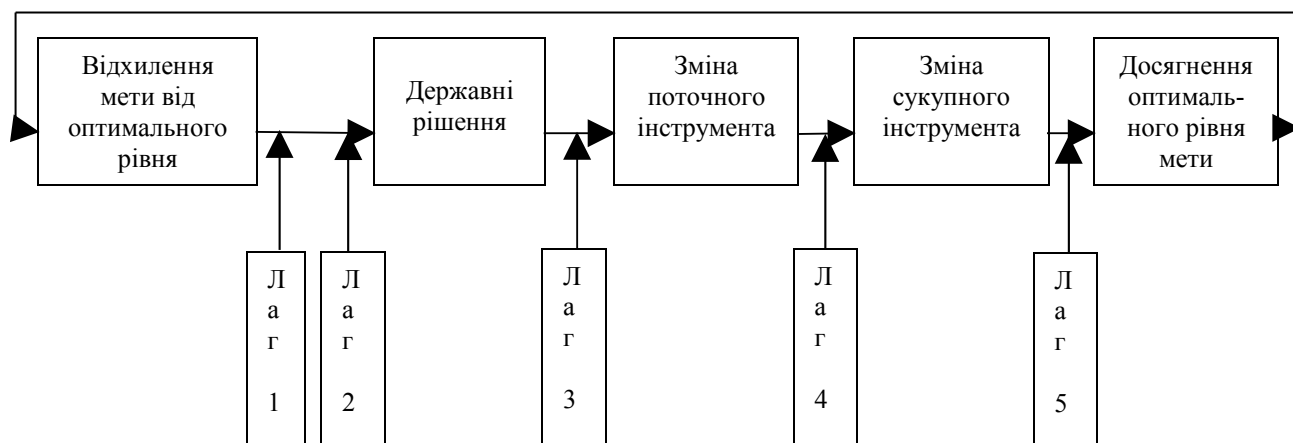 Відхилення
мети від
оптимального
рівня
Державні
рішення
Зміна
поточного
інструмента
Зміна
сукупного
інструмента
Досягнення
оптималь-
ного рівня
мети
Л
а
г
1
Л
а
г
2
Л
а
г
3
Л
а
г
4
Л
а
г
5